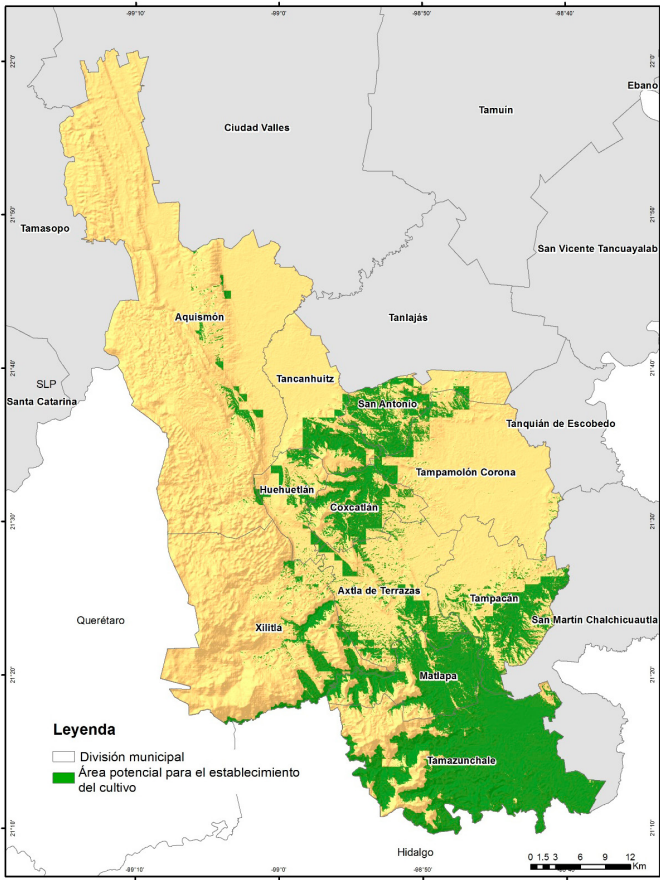 -99°10'
-99°0'
-98°50'
-98°40'
22°0'
22°0'
Ebano
Tamuín
Ciudad Valles
21°50'
21°50'
Tamasopo
San Vicente Tancuayalab
Aquismón
Tanlajás
21°40'
21°40'
SLP
Tancanhuitz
Santa Catarina
San Antonio
Tanquián de Escobedo
Tampamolón Corona
Huehuetlán
Coxcatlán
21°30'
21°30'
Axtla de Terrazas
Tampacán
Querétaro
Xilitla
San Martín Chalchicuautla
21°20'
21°20'
Matlapa
Leyenda
División municipal
Área potencial para el establecimiento
del cultivo
Tamazunchale
21°10'
21°10'
Hidalgo
0 1.5 3 6 9 12
Km
-99°10'
-99°0'
-98°50'